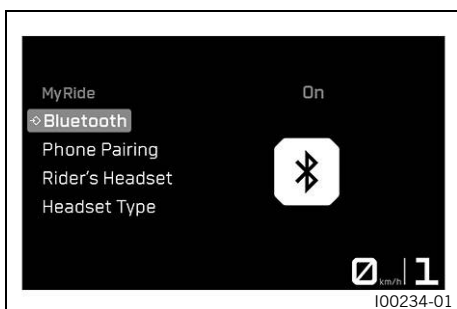 MyRide On
Bluetooth
Phone Pairing
Rider's Headset
Headset Type
0 km/h 1
I00234-01